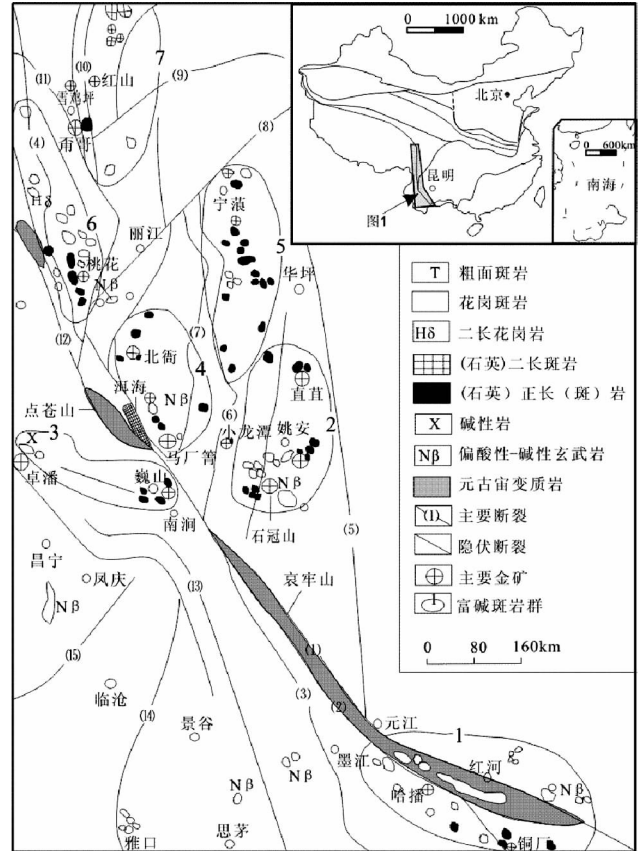 0 1000 km
北京
昆明
图1
0 600km
南海
7
(10)
(11)
红山
(9)
雪鸡坪
甭哥
(4)
(8)
Hδ
6
宁蒗
丽江
5
华坪
桃花
Nβ
(12)
(7)
北衙
4
洱海
Nβ
点苍山
(6)
直苴
2
小龙潭
姚安
马厂箐
X
3
卓潘
巍山
Nβ
南涧
石冠山
(5)
昌宁
凤庆
Nβ
(13)
哀牢山
(15)
(1)
临沧
(3)
(2)
(14)
景谷
元江
1
墨江
红河
Nβ
哈播
Nβ
Nβ
雅口
思茅
铜厂
T 粗面斑岩
花岗斑岩
Hδ 二长花岗岩
(石英)二长斑岩
(石英)正长(斑)岩
X 碱性岩
Nβ 偏酸性-碱性玄武岩
元古宙变质岩
(1) 主要断裂
隐伏断裂
主要金矿
富碱斑岩群
0 80 160km